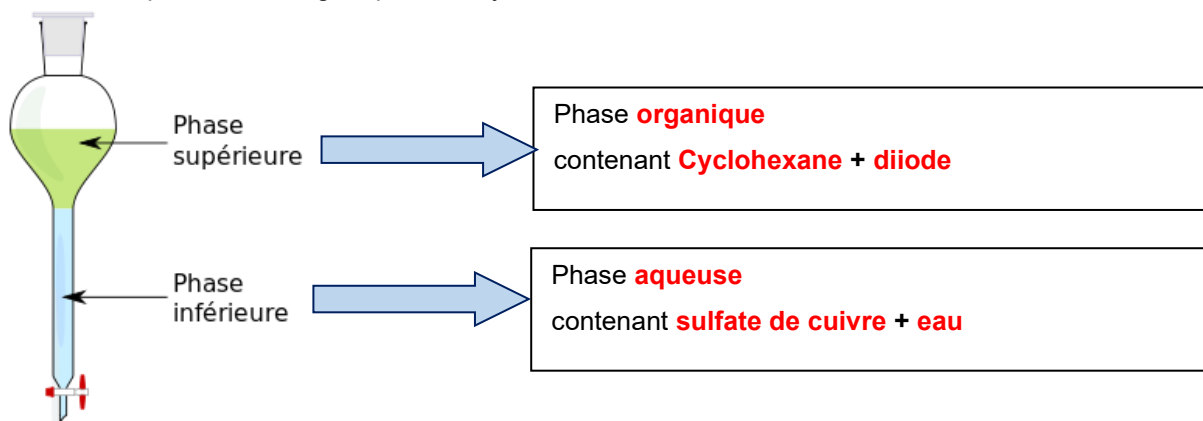 Phase
supérieure
Phase organique
contenant Cyclohexane + diiode
Phase
inférieure
Phase aqueuse
contenant sulfate de cuivre + eau